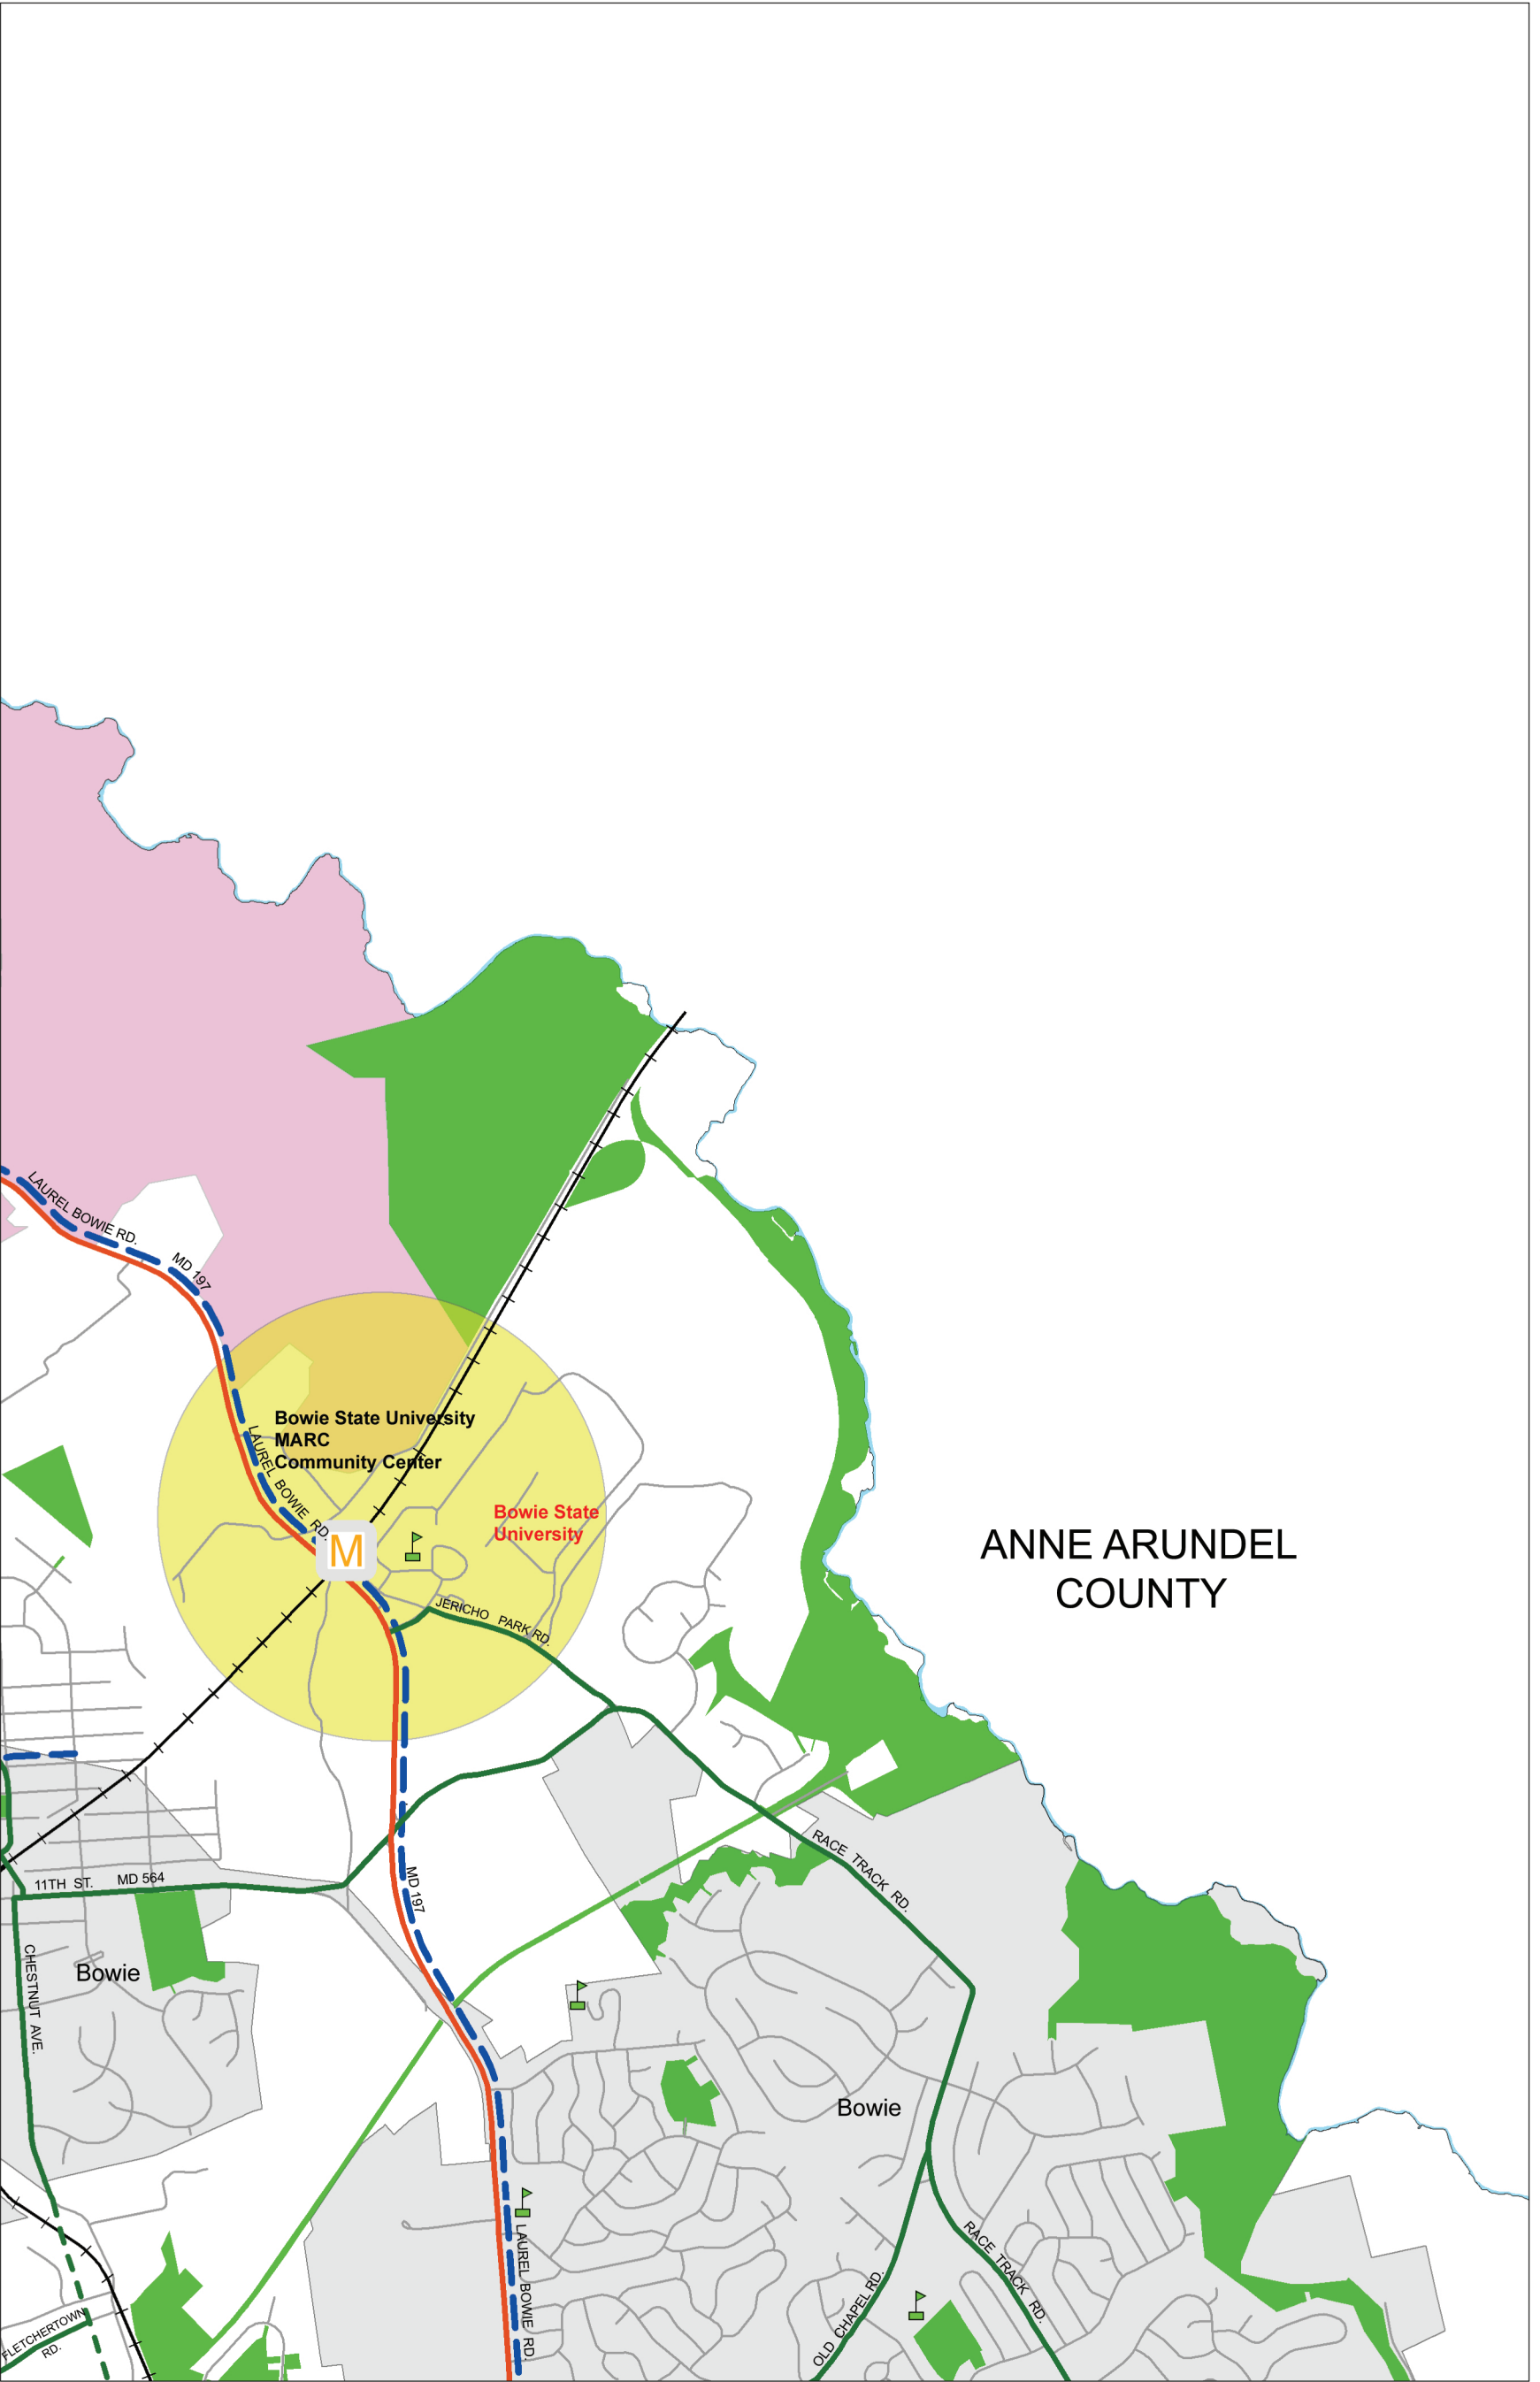 LAUREL BOWIE RD.
MD 197
Bowie State University
MARC
Community Center
LAUREL BOWIE RD.
M
Bowie State
University
ANNE ARUNDEL
COUNTY
JERICHO PARK RD.
RACE TRACK RD.
11TH ST. MD 564
MD 197
CHESTNUT AVE.
Bowie
Bowie
LAUREL BOWIE RD.
RACE TRACK RD.
OLD CHAPEL RD.
FLETCHERTOWN
RD.